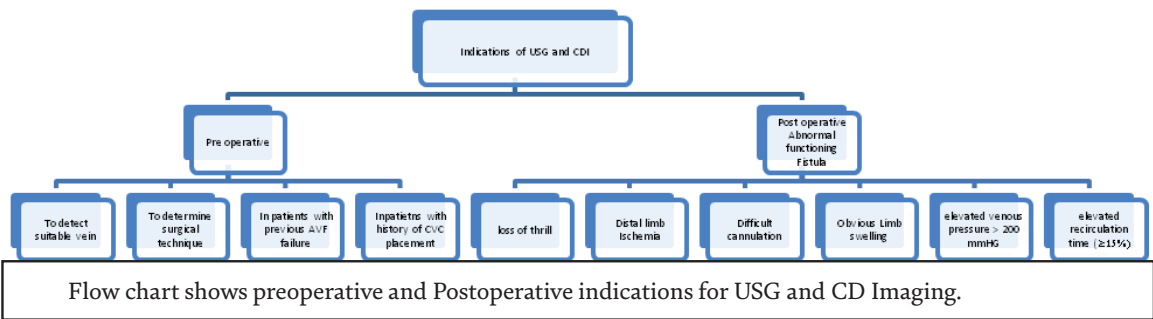 Indications of USG and CDI
Pre operative
Post operative
Abnormal
functioning
Fistula
To detect
suitable vein
To determine
surgical
technique
In patients with
previous AVF
failure
Inpatietns with
history of CVC
placement
loss of thrill
Distal limb
Ischemia
Difficult
cannulation
Obvious Limb
swelling
elevated venous
pressure > 200
mmHG
elevated
recirculation
time (≥15%)
Flow chart shows preoperative and Postoperative indications for USG and CD Imaging.